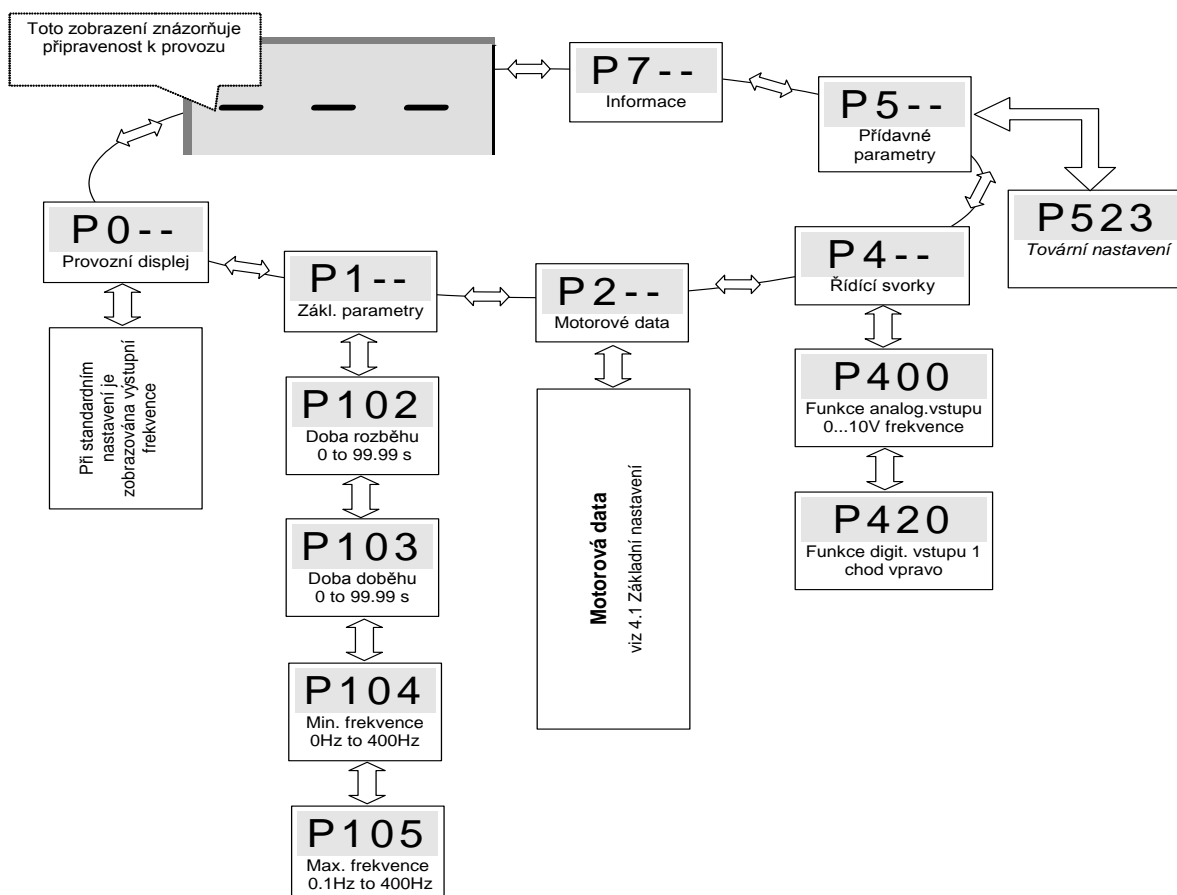 Toto zobrazení znázorňuje
připravenost k provozu
— — —
P7--
Informace
P5--
Přídavné
parametry
P523
Tovární nastavení
P0--
Provozní displej
P1--
Zákl. parametry
P2--
Motorové data
P4--
Řídící svorky
Při standardním
nastavení je
zobrazována výstupní
frekvence
P102
Doba rozběhu
0 to 99.99 s
P103
Doba doběhu
0 to 99.99 s
P104
Min. frekvence
0Hz to 400Hz
P105
Max. frekvence
0.1Hz to 400Hz
Motorová data
viz 4.1 Základní nastavení
P400
Funkce analog.vstupu
0...10V frekvence
P420
Funkce digit. vstupu 1
chod vpravo